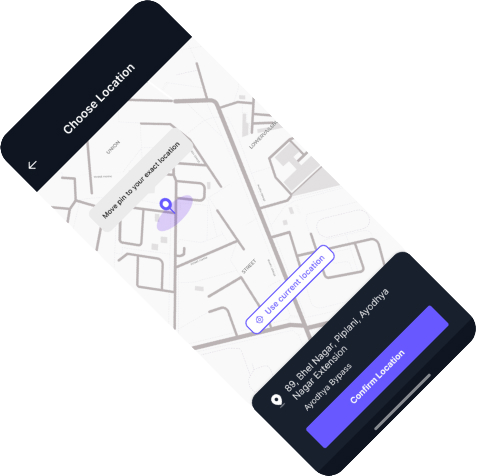 Choose Location
UNION
Move pin to your exact location
STREET
Use current location
89, Bhel Nagar, Piplani, Ayodhya
Nagar Extension
Ayodhya Bypass
Confirm Location